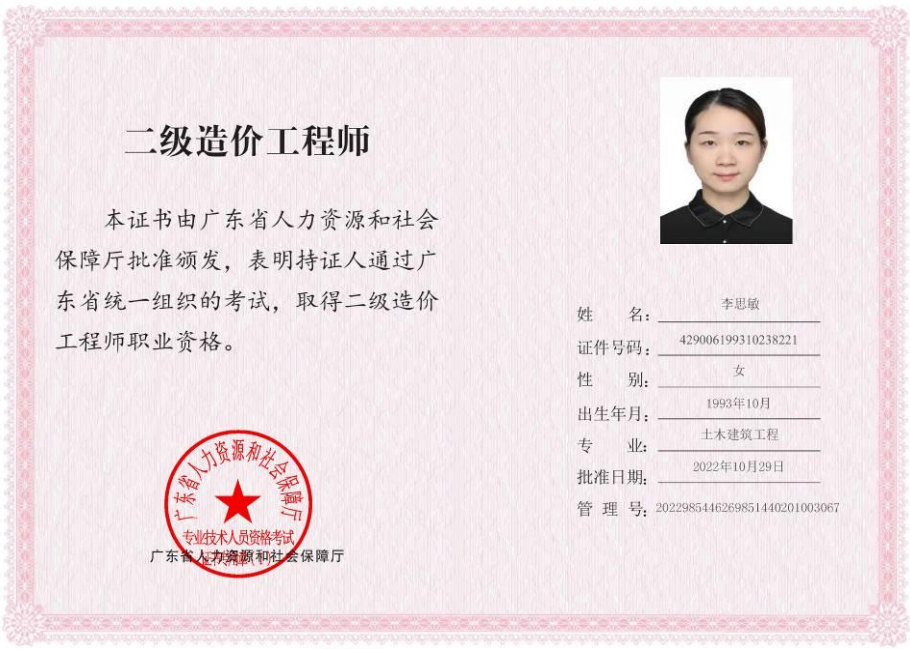 二级造价工程师
本证书由广东省人力资源和社会
保障厅批准颁发，表明持证人通过广
东省统一组织的考试，取得二级造价
工程师职业资格。
姓　　名：李思敏
证件号码：429006199310238221
性　　别：女
出生年月：1993年10月
专　　业：土木建筑工程
批准日期：2022年10月29日
管 理 号：2022985446269851440201003067
广东省人力资源和社会保障厅
专业技术人员资格考试
广东省人力资源和社会保障厅